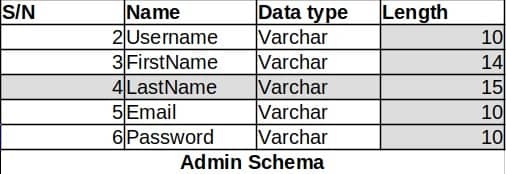 S/N Name Data type Length
2 Username Varchar 10
3 FirstName Varchar 14
4 LastName Varchar 15
5 Email Varchar 10
6 Password Varchar 10
Admin Schema